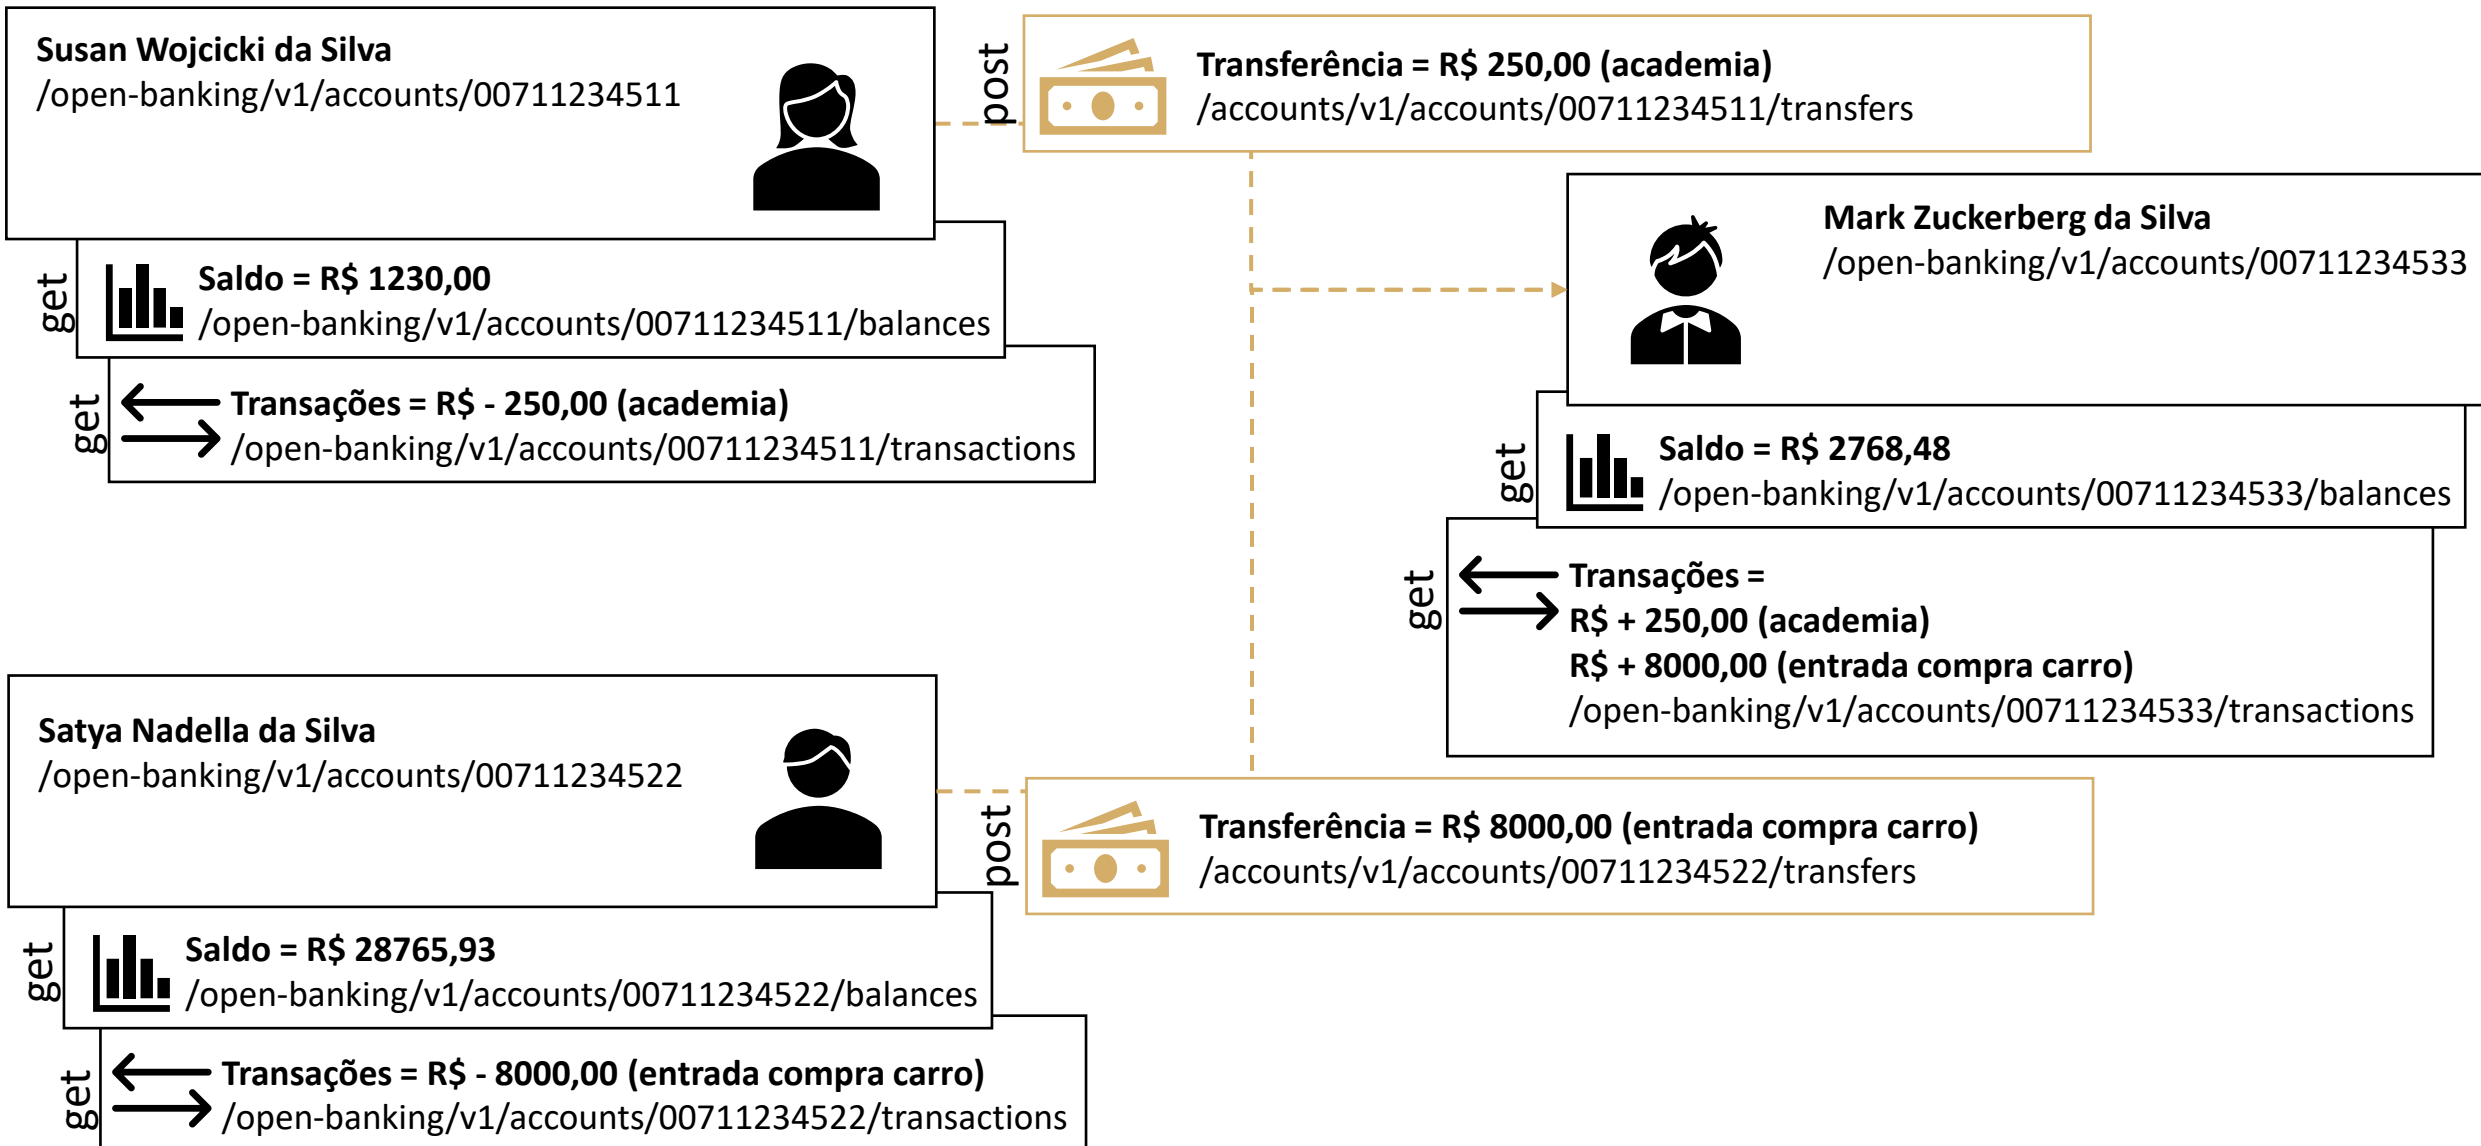 Susan Wojcicki da Silva
/open-banking/v1/accounts/00711234511
get
Saldo = R$ 1230,00
/open-banking/v1/accounts/00711234511/balances
get
Transações = R$ - 250,00 (academia)
/open-banking/v1/accounts/00711234511/transactions
post
Transferência = R$ 250,00 (academia)
/accounts/v1/accounts/00711234511/transfers
Mark Zuckerberg da Silva
/open-banking/v1/accounts/00711234533
get
Saldo = R$ 2768,48
/open-banking/v1/accounts/00711234533/balances
get
Transações =
R$ + 250,00 (academia)
R$ + 8000,00 (entrada compra carro)
/open-banking/v1/accounts/00711234533/transactions
Satya Nadella da Silva
/open-banking/v1/accounts/00711234522
post
Transferência = R$ 8000,00 (entrada compra carro)
/accounts/v1/accounts/00711234522/transfers
get
Saldo = R$ 28765,93
/open-banking/v1/accounts/00711234522/balances
get
Transações = R$ - 8000,00 (entrada compra carro)
/open-banking/v1/accounts/00711234522/transactions